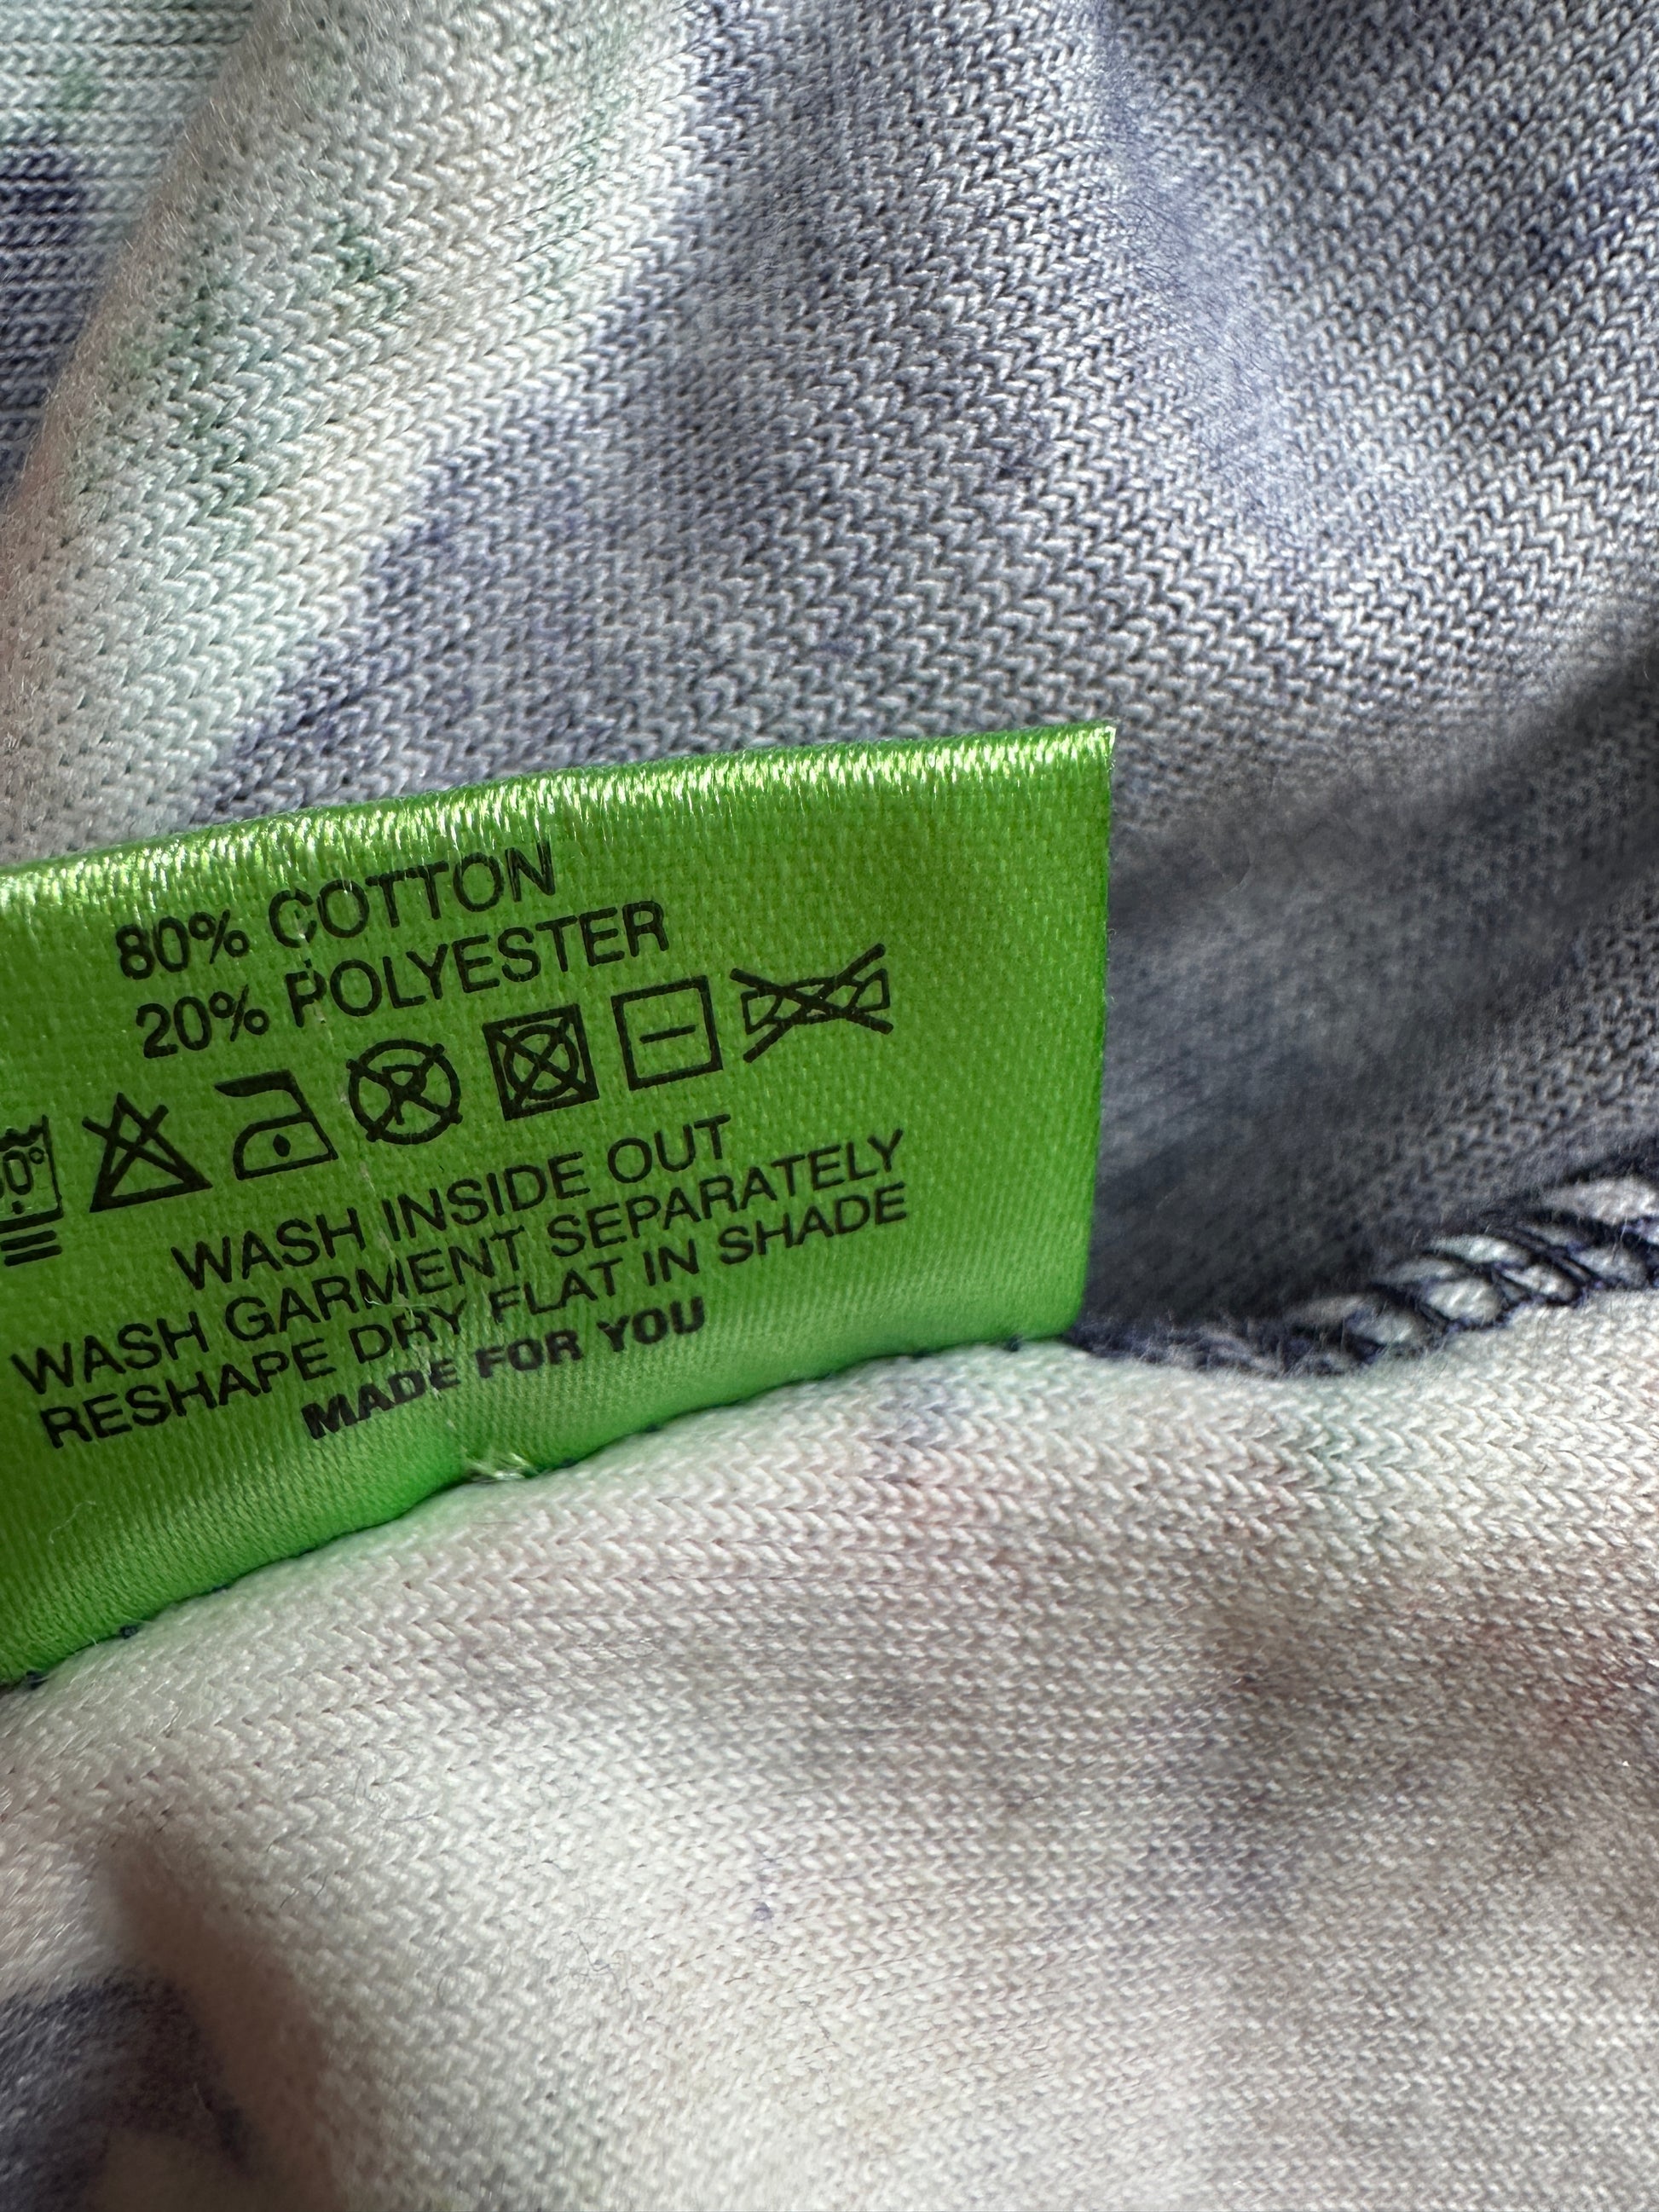 80% COTTON
20% POLYESTER
WASH INSIDE OUT
WASH GARMENT SEPARATELY
RESHAPE DRY FLAT IN SHADE
MADE FOR YOU